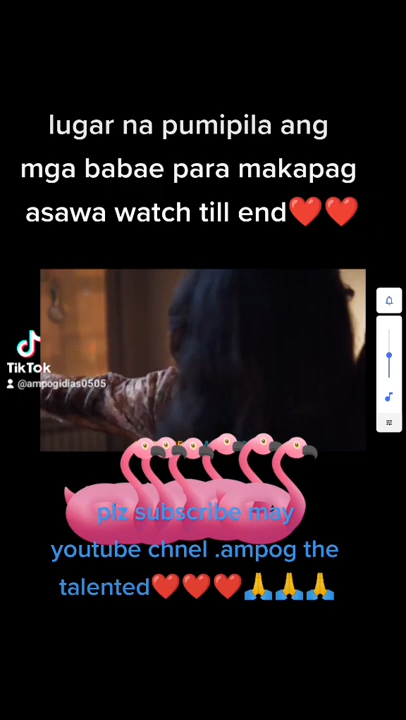 lugar na pumipila ang
mga babae para makapag
asawa watch till end❤️❤️
TikTok
@ampogidias0505
plz subscribe may
youtube chnel .ampog the
talented❤️❤️❤️🙏🙏🙏